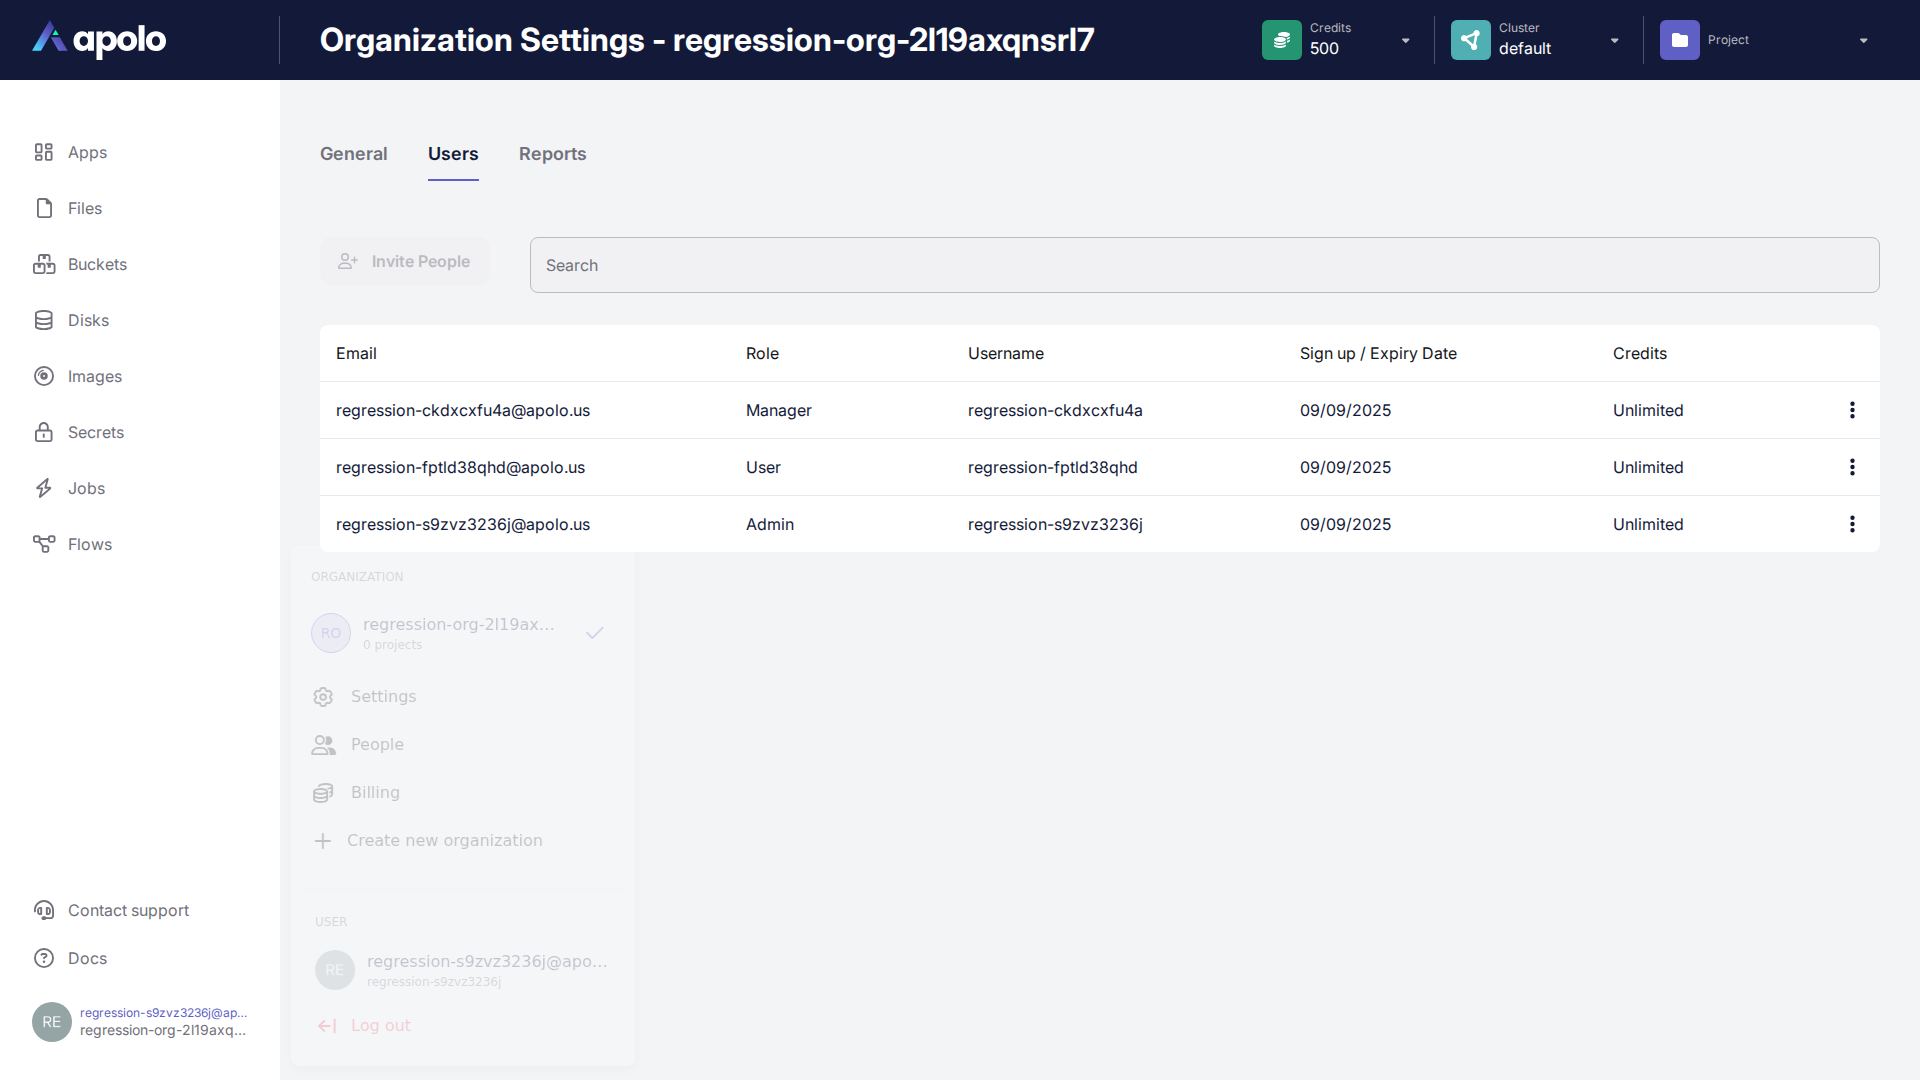 apolo
Organization Settings - regression-org-2l19axqnsrl7
Credits
500
Cluster
default
Project
Apps
Files
Buckets
Disks
Images
Secrets
Jobs
Flows
Contact support
Docs
RE
regression-s9zvz3236j@ap...
regression-org-2l19axq...
General
Users
Reports
Invite People
Search
Email Role Username Sign up / Expiry Date Credits
regression-ckdxcxfu4a@apolo.us Manager regression-ckdxcxfu4a 09/09/2025 Unlimited
regression-fptld38qhd@apolo.us User regression-fptld38qhd 09/09/2025 Unlimited
regression-s9zvz3236j@apolo.us Admin regression-s9zvz3236j 09/09/2025 Unlimited
ORGANIZATION
RO
regression-org-2l19ax...
0 projects
Settings
People
Billing
Create new organization
USER
RE
regression-s9zvz3236j@apo...
regression-s9zvz3236j
Log out